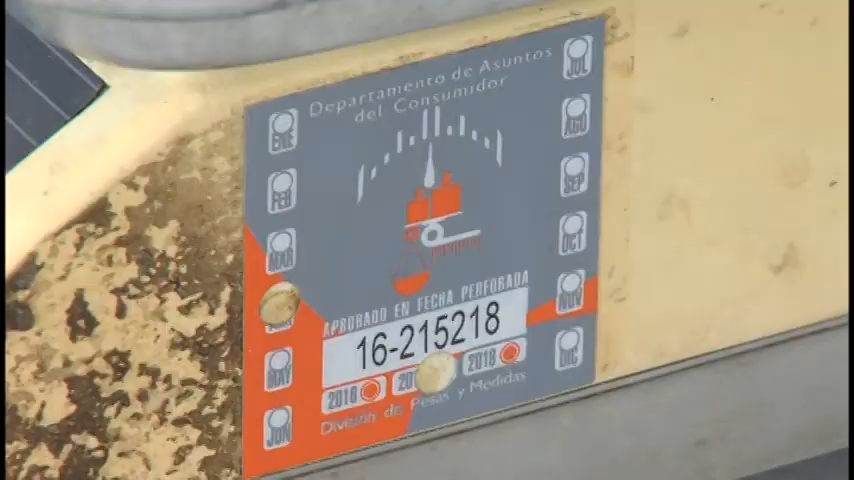 Departamento de Asuntos
del Consumidor
ENE
FEB
MAR
MAY
JUN
JUL
AGO
SEP
OCT
NOV
DIC
APROBADO EN FECHA PERFORADA
16-215218
2016
2018
División de Pesas y Medidas